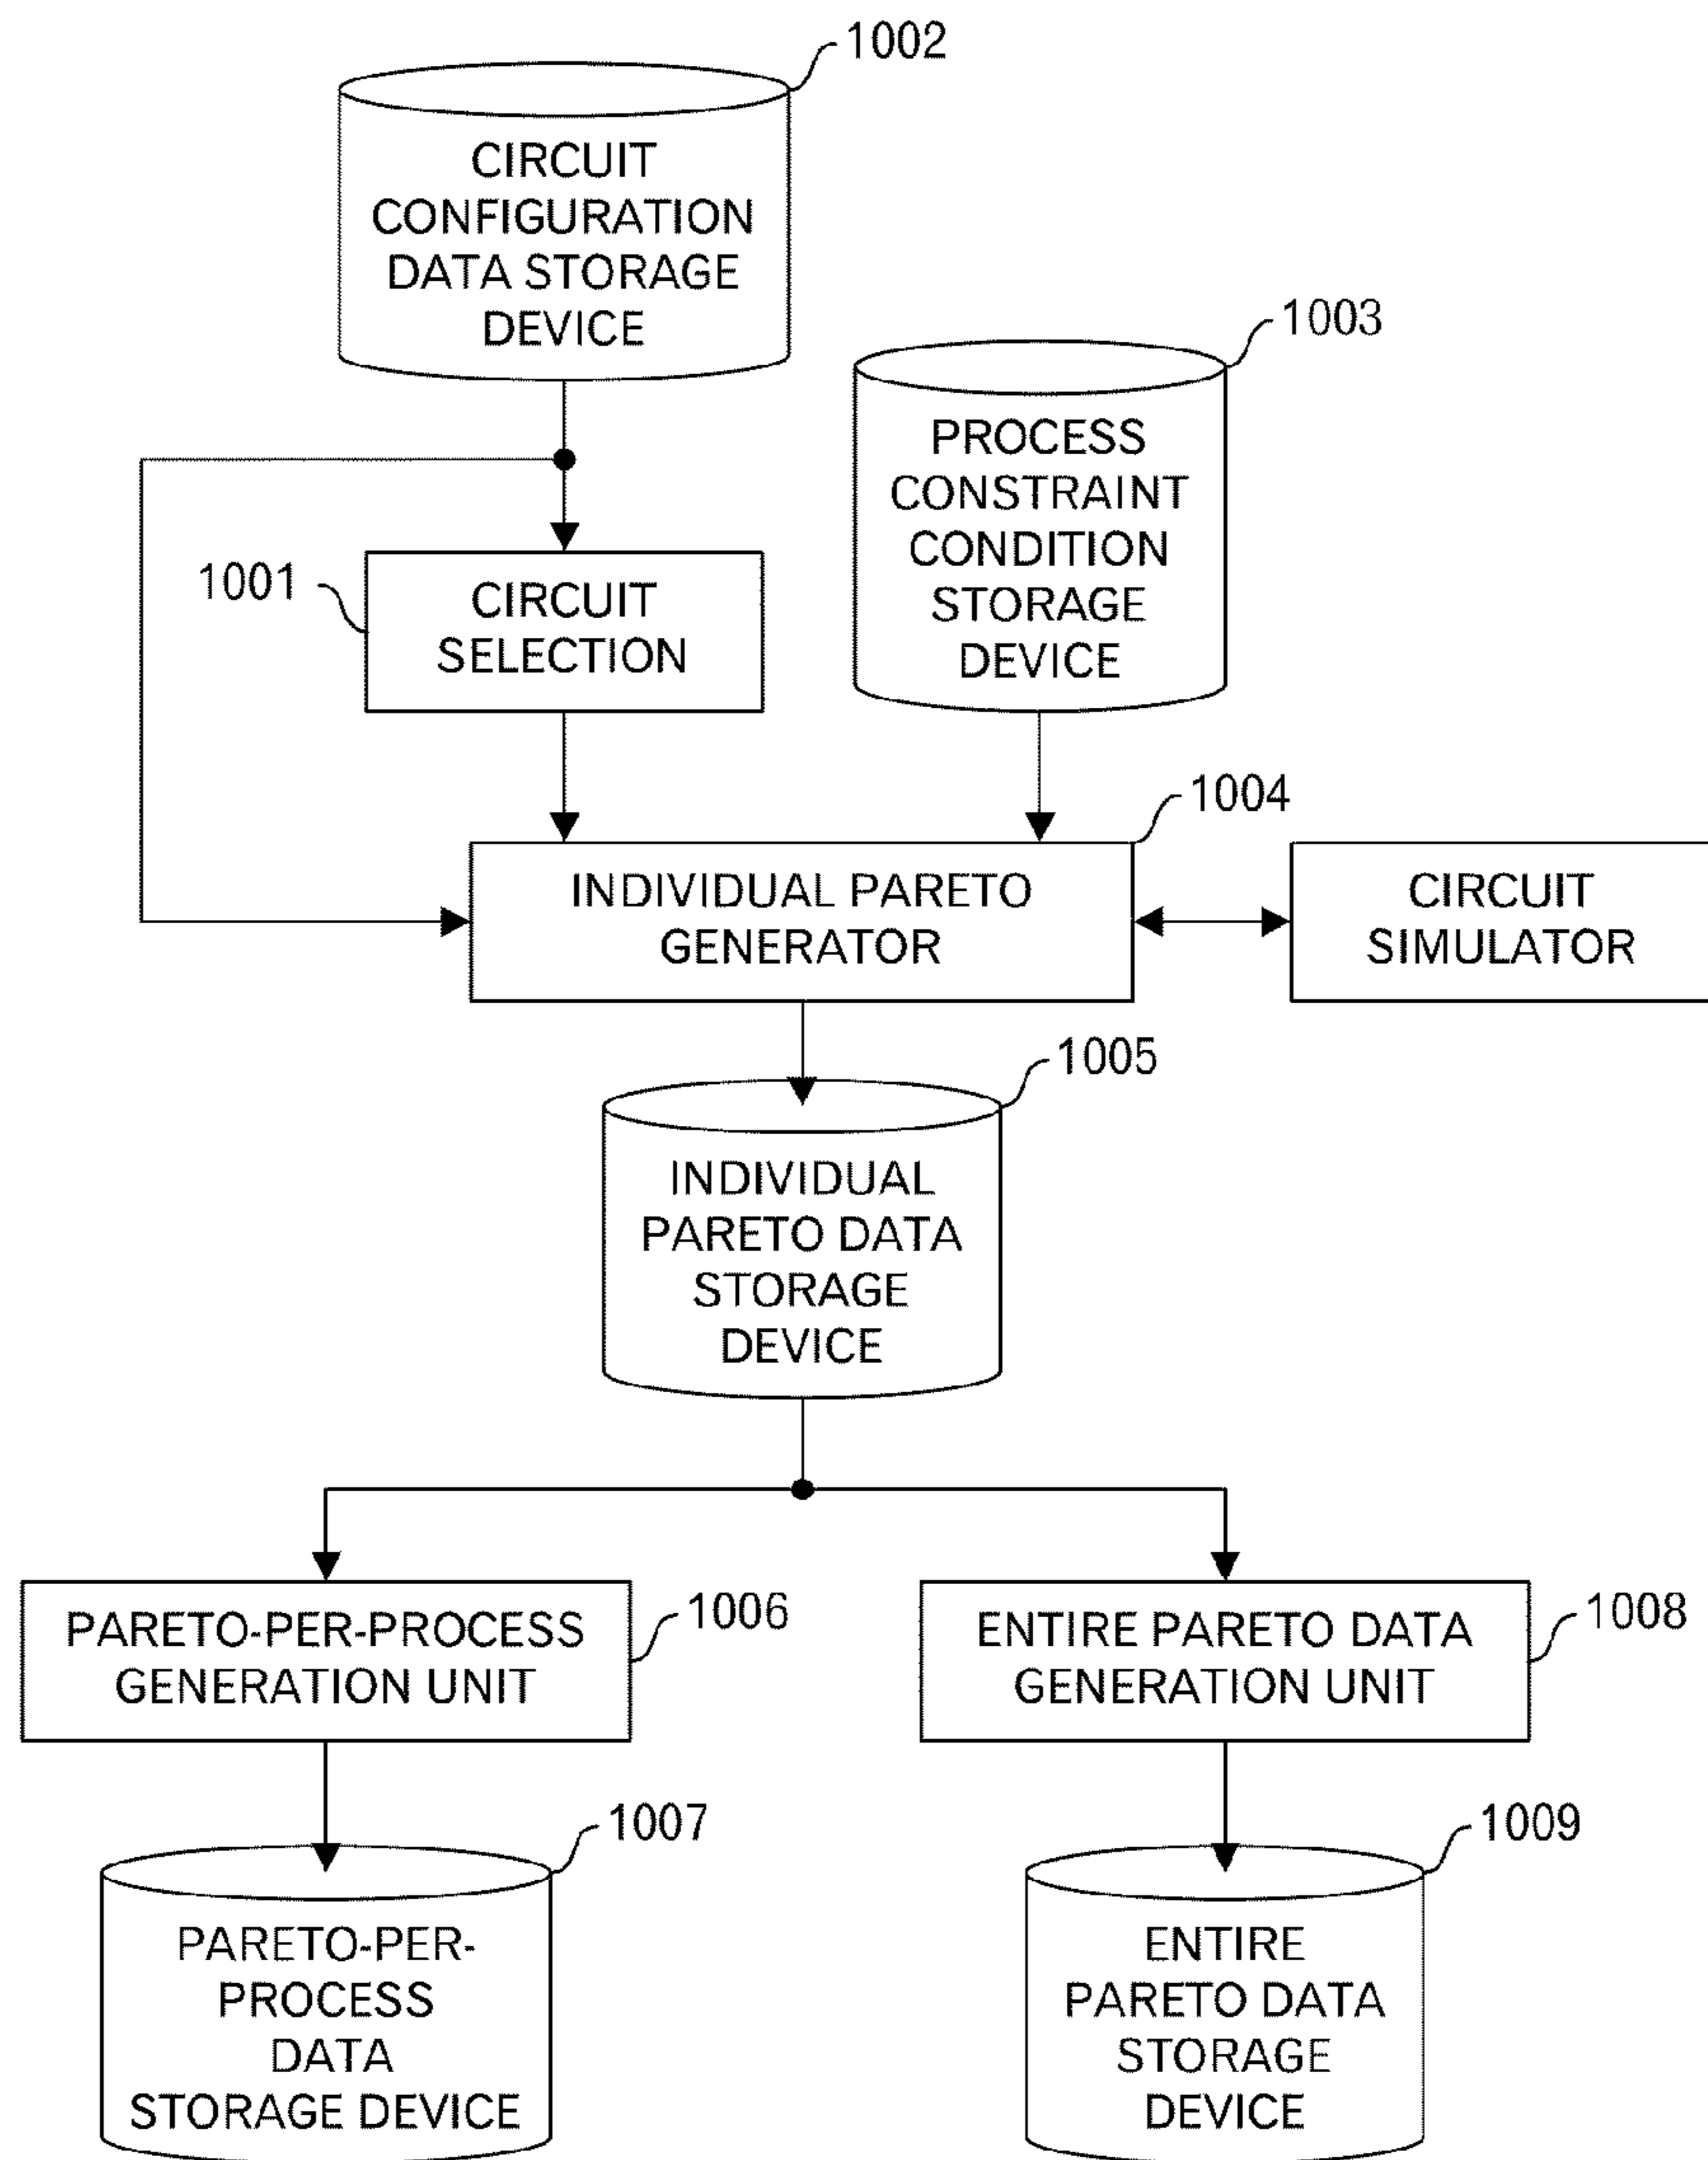 1002
CIRCUIT
CONFIGURATION
DATA STORAGE
DEVICE
1003
PROCESS
CONSTRAINT
CONDITION
STORAGE
DEVICE
1001
CIRCUIT
SELECTION
1004
INDIVIDUAL PARETO
GENERATOR
CIRCUIT
SIMULATOR
1005
INDIVIDUAL
PARETO DATA
STORAGE
DEVICE
PARETO-PER-PROCESS
GENERATION UNIT
1006
ENTIRE PARETO DATA
GENERATION UNIT
1008
1007
PARETO-PER-
PROCESS
DATA
STORAGE DEVICE
1009
ENTIRE
PARETO DATA
STORAGE
DEVICE